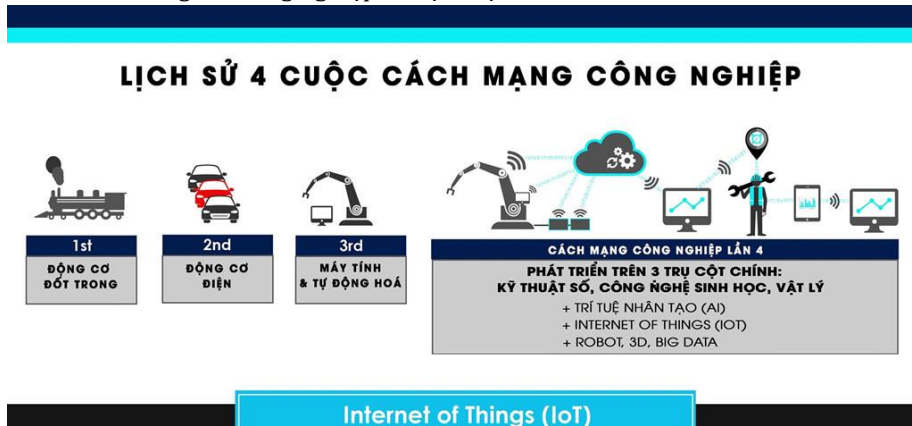 LỊCH SỬ 4 CUỘC CÁCH MẠNG CÔNG NGHIỆP
1st
ĐỘNG CƠ
ĐỐT TRONG
2nd
ĐỘNG CƠ
ĐIỆN
3rd
MÁY TÍNH
& TỰ ĐỘNG HOÁ
CÁCH MẠNG CÔNG NGHIỆP LẦN 4
PHÁT TRIỂN TRÊN 3 TRỤ CỘT CHÍNH:
KỸ THUẬT SỐ, CÔNG NGHỆ SINH HỌC, VẬT LÝ
+ TRÍ TUỆ NHÂN TẠO (AI)
+ INTERNET OF THINGS (IOT)
+ ROBOT, 3D, BIG DATA
Internet of Things (IoT)